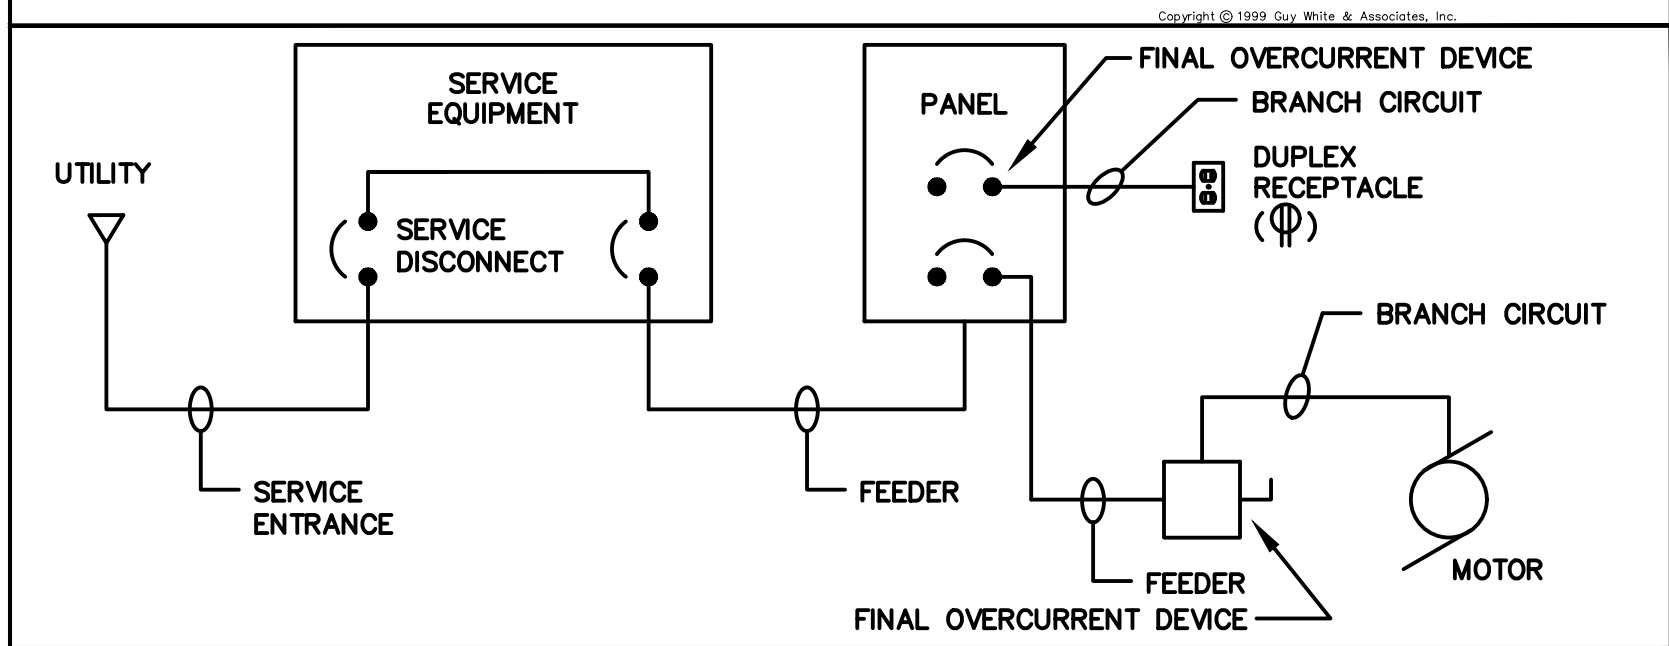 Copyright © 1999 Guy White & Associates, Inc.
SERVICE
EQUIPMENT
UTILITY
SERVICE
DISCONNECT
SERVICE
ENTRANCE
FEEDER
PANEL
FINAL OVERCURRENT DEVICE
BRANCH CIRCUIT
DUPLEX
RECEPTACLE
BRANCH CIRCUIT
MOTOR
FEEDER
FINAL OVERCURRENT DEVICE